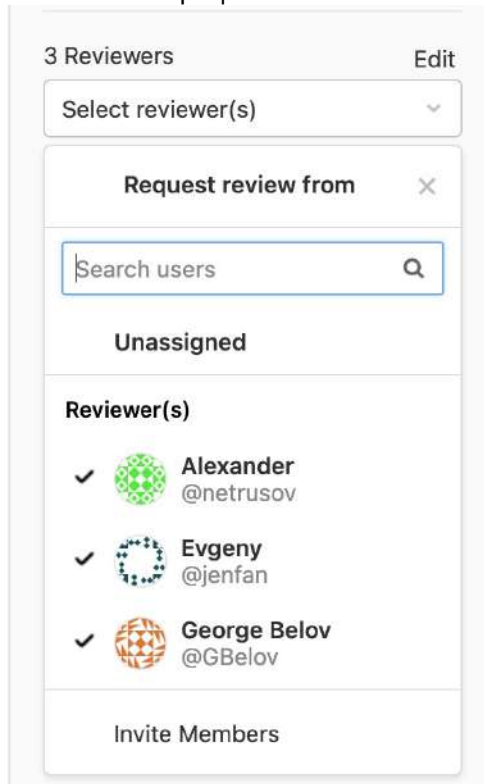 3 Reviewers
Edit
Select reviewer(s)
Request review from
Search users
Unassigned
Reviewer(s)
Alexander
@netrusov
Evgeny
@jenfan
George Belov
@GBelov
Invite Members